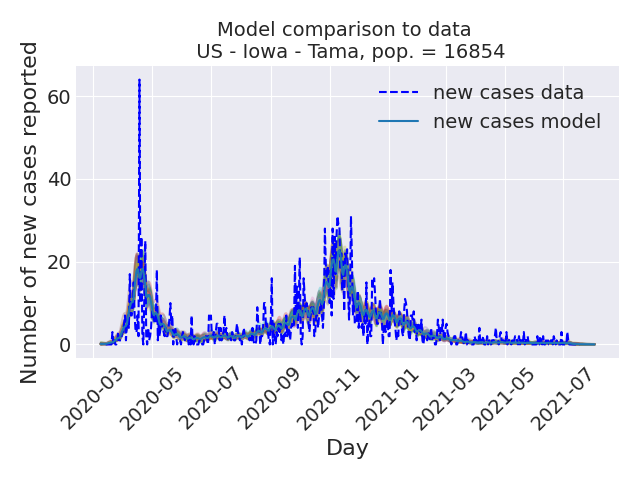 Model comparison to data
US - Iowa - Tama, pop. = 16854
Number of new cases reported
60
40
20
0
new cases data
new cases model
2020-03
2020-05
2020-07
2020-09
2020-11
2021-01
2021-03
2021-05
2021-07
Day